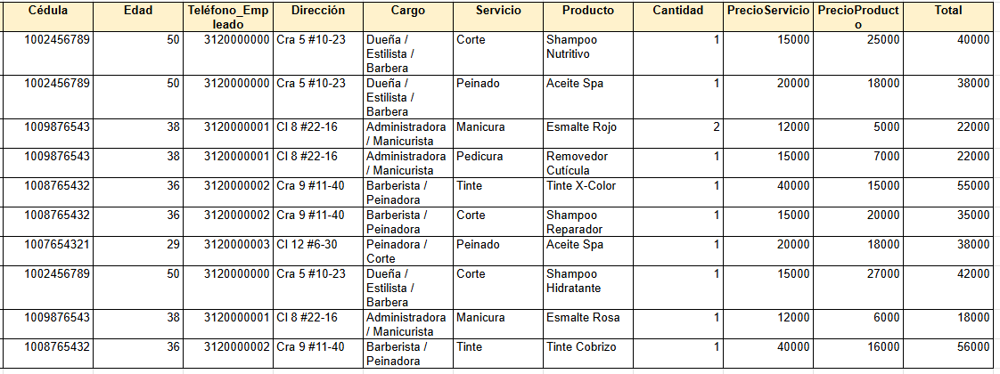 Cédula Edad Teléfono_Emp Dirección Cargo Servicio Producto Cantidad PrecioServicio PrecioProduct Total
leado o
1002456789 50 3120000000 Cra 5 #10-23 Dueña / Corte Shampoo 1 15000 25000 40000
Estilista / Nutritivo
Barbera
1002456789 50 3120000000 Cra 5 #10-23 Dueña / Peinado Aceite Spa 1 20000 18000 38000
Estilista /
Barbera
1009876543 38 3120000001 Cl 8 #22-16 Administradora Manicura Esmalte Rojo 2 12000 5000 22000
/ Manicurista
1009876543 38 3120000001 Cl 8 #22-16 Administradora Pedicura Removedor 1 15000 7000 22000
/ Manicurista Cutícula
1008765432 36 3120000002 Cra 9 #11-40 Barberista / Tinte Tinte X-Color 1 40000 15000 55000
Peinadora
1008765432 36 3120000002 Cra 9 #11-40 Barberista / Corte Shampoo 1 15000 20000 35000
Peinadora Reparador
1007654321 29 3120000003 Cl 12 #6-30 Peinadora / Peinado Aceite Spa 1 20000 18000 38000
Corte
1002456789 50 3120000000 Cra 5 #10-23 Dueña / Corte Shampoo 1 15000 27000 42000
Estilista / Hidratante
Barbera
1009876543 38 3120000001 Cl 8 #22-16 Administradora Manicura Esmalte Rosa 1 12000 6000 18000
/ Manicurista
1008765432 36 3120000002 Cra 9 #11-40 Barberista / Tinte Tinte Cobrizo 1 40000 16000 56000
Peinadora